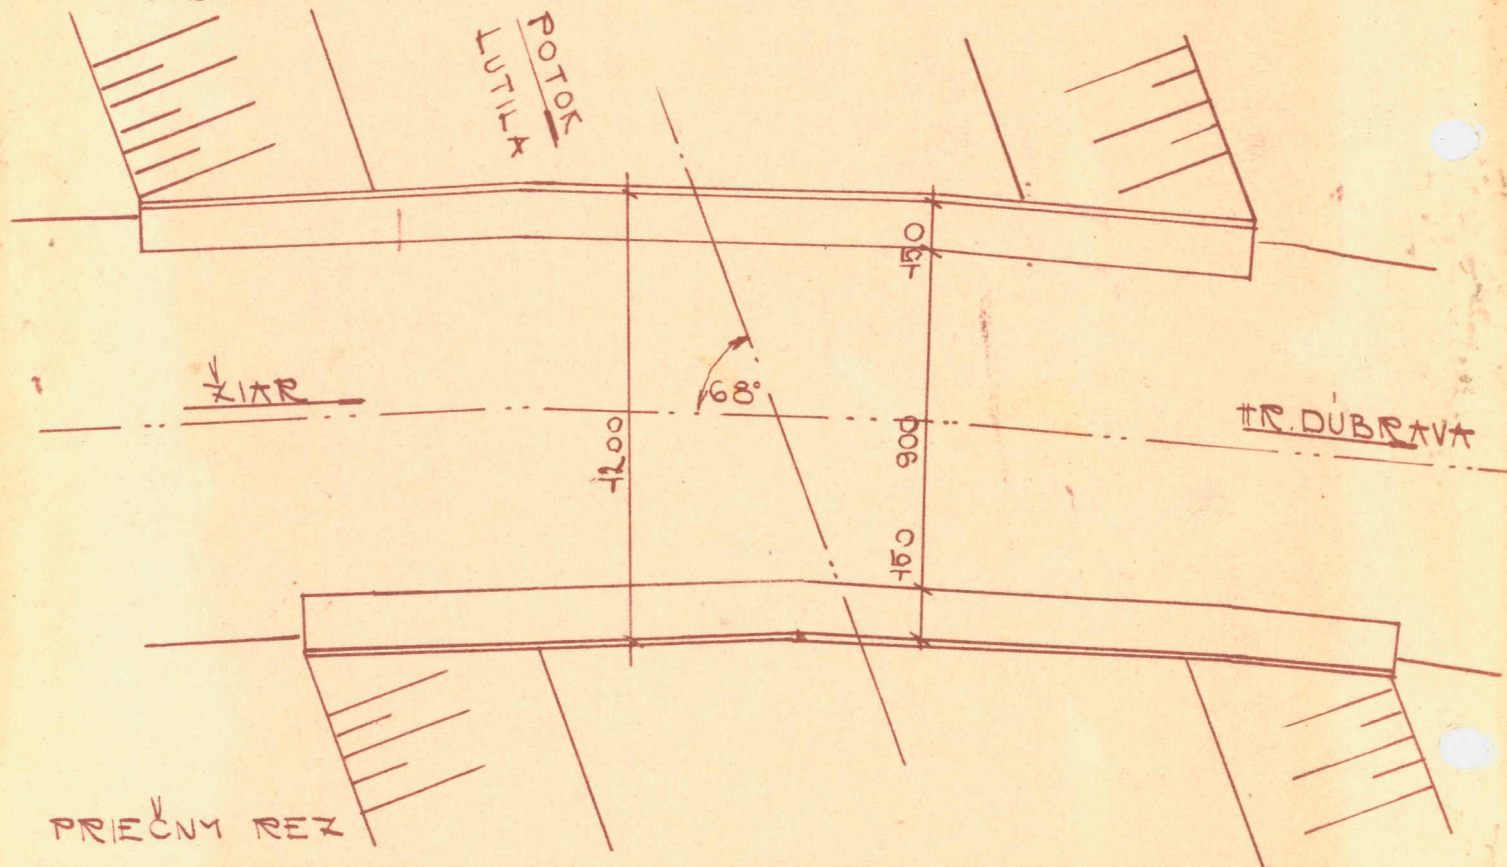 POTOK
LUTILA
150
ŽIAR
68°
1200
900
HR. DÚBRAVA
150
PRIEČNY REZ